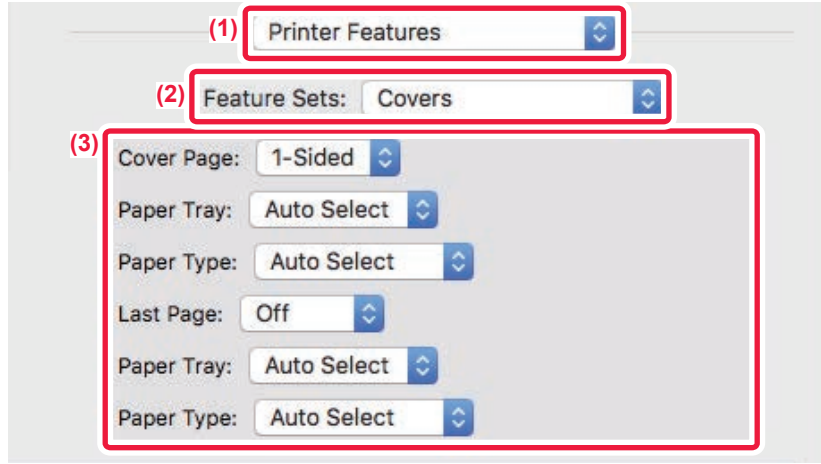 (1) Printer Features
(2) Feature Sets: Covers
(3)
Cover Page: 1-Sided
Paper Tray: Auto Select
Paper Type: Auto Select
Last Page: Off
Paper Tray: Auto Select
Paper Type: Auto Select